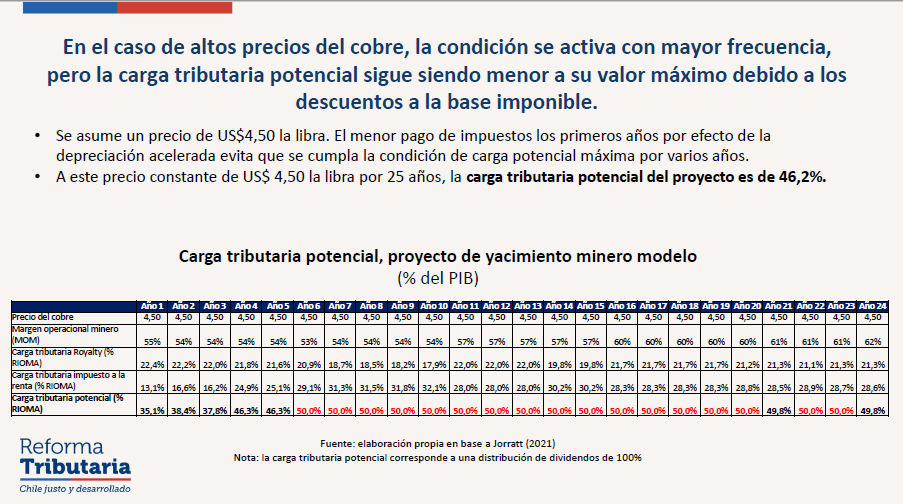 En el caso de altos precios del cobre, la condición se activa con mayor frecuencia,
pero la carga tributaria potencial sigue siendo menor a su valor máximo debido a los
descuentos a la base imponible.
• Se asume un precio de US$4,50 la libra. El menor pago de impuestos los primeros años por efecto de la
depreciación acelerada evita que se cumpla la condición de carga potencial máxima por varios años.
• A este precio constante de US$ 4,50 la libra por 25 años, la carga tributaria potencial del proyecto es de 46,2%.
Carga tributaria potencial, proyecto de yacimiento minero modelo
(% del PIB)
Año 1 Año 2 Año 3 Año 4 Año 5 Año 6 Año 7 Año 8 Año 9 Año 10 Año 11 Año 12 Año 13 Año 14 Año 15 Año 16 Año 17 Año 18 Año 19 Año 20 Año 21 Año 22 Año 23 Año 24
Precio del cobre 4,50 4,50 4,50 4,50 4,50 4,50 4,50 4,50 4,50 4,50 4,50 4,50 4,50 4,50 4,50 4,50 4,50 4,50 4,50 4,50 4,50 4,50 4,50 4,50
Margen operacional minero
(MOM) 55% 54% 54% 54% 54% 53% 54% 54% 54% 54% 57% 57% 57% 57% 57% 60% 60% 60% 60% 60% 61% 61% 61% 62%
Carga tributaria Royalty (%
RIOMA) 22,4% 22,2% 22,0% 21,8% 21,6% 20,9% 18,7% 18,5% 18,2% 17,9% 22,0% 22,0% 22,0% 19,8% 19,8% 21,7% 21,7% 21,7% 21,7% 21,2% 21,3% 21,1% 21,3% 21,3%
Carga tributaria impuesto a la
renta (% RIOMA) 13,1% 16,6% 16,2% 24,9% 25,1% 29,1% 31,3% 31,5% 31,8% 32,1% 28,0% 28,0% 28,0% 30,2% 30,2% 28,3% 28,3% 28,3% 28,3% 28,8% 28,5% 28,9% 28,7% 28,6%
Carga tributaria potencial (%
RIOMA) 35,1% 38,4% 37,8% 46,3% 46,3% 50,0% 50,0% 50,0% 50,0% 50,0% 50,0% 50,0% 50,0% 50,0% 50,0% 50,0% 50,0% 50,0% 50,0% 50,0% 49,8% 50,0% 50,0% 49,8%
Fuente: elaboración propia en base a Jorratt (2021)
Nota: la carga tributaria potencial corresponde a una distribución de dividendos de 100%
Reforma
Tributaria
Chile justo y desarrollado